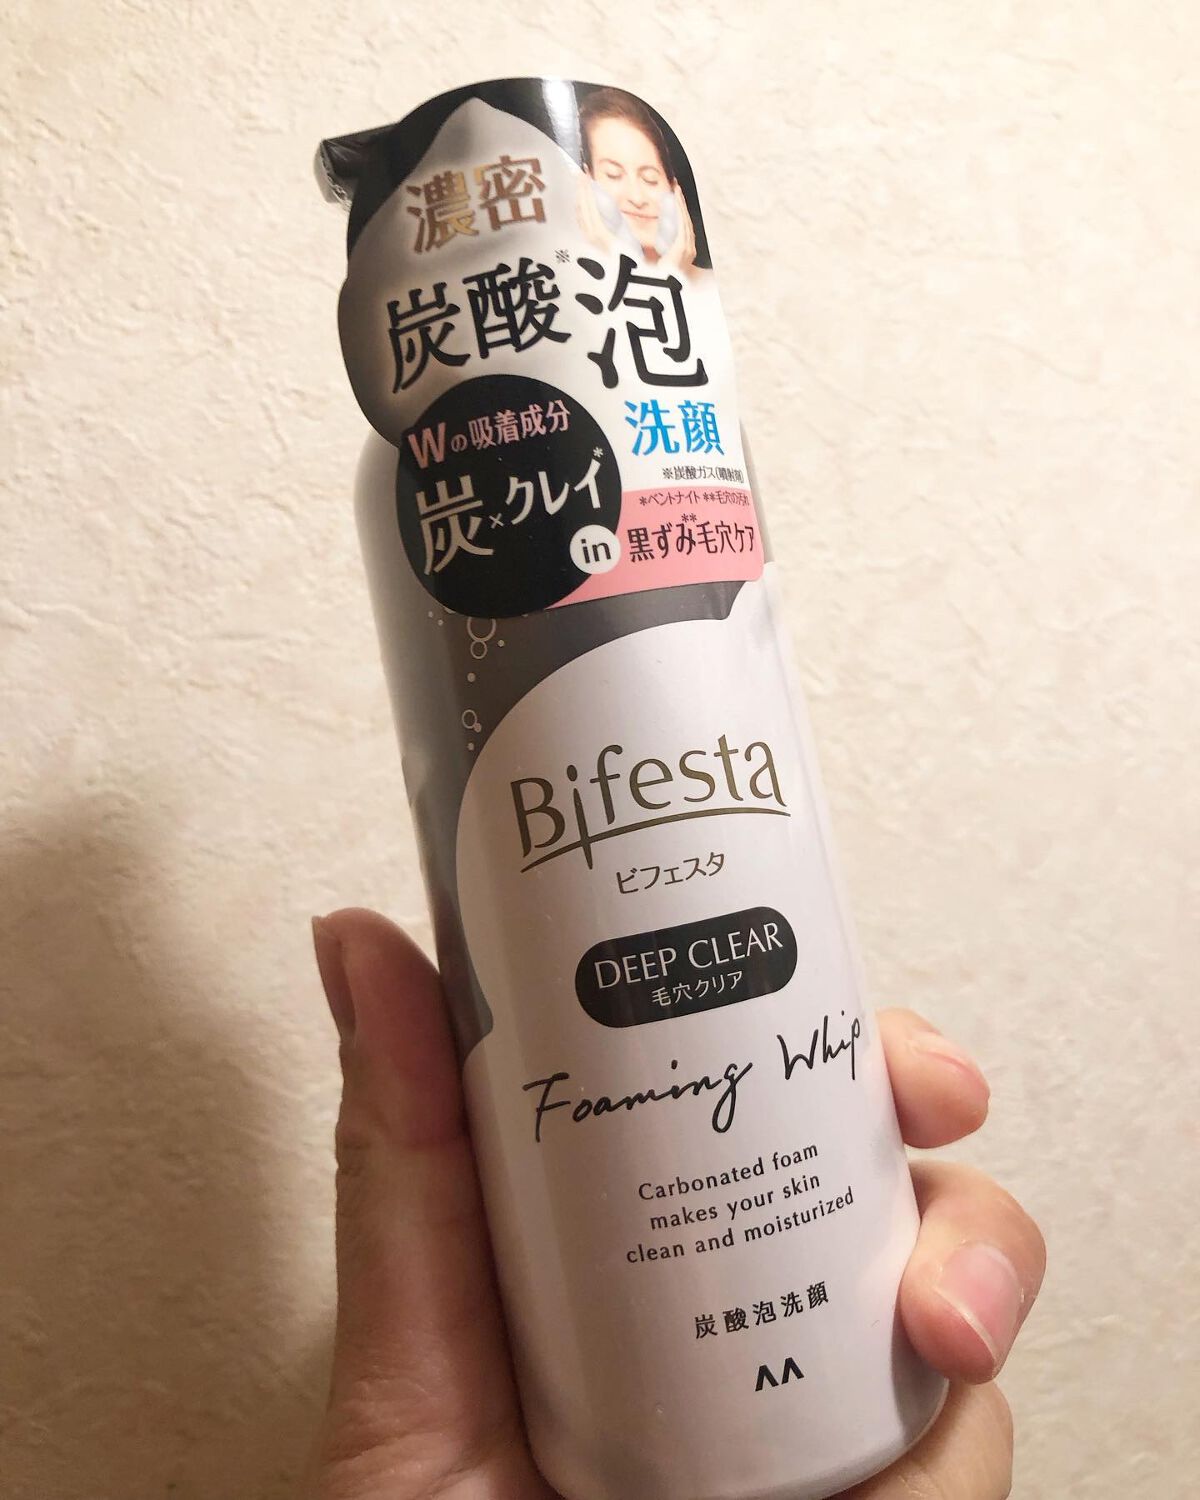 濃密
炭酸※泡
洗顔
※炭酸ガス(噴射剤)
Wの吸着成分
炭×クレイ*
in
*ベントナイト **毛穴の汚れ
黒ずみ**毛穴ケア
Bifesta
ビフェスタ
DEEP CLEAR
毛穴クリア
Foaming Whip
Carbonated foam
makes your skin
clean and moisturized
炭酸泡洗顔